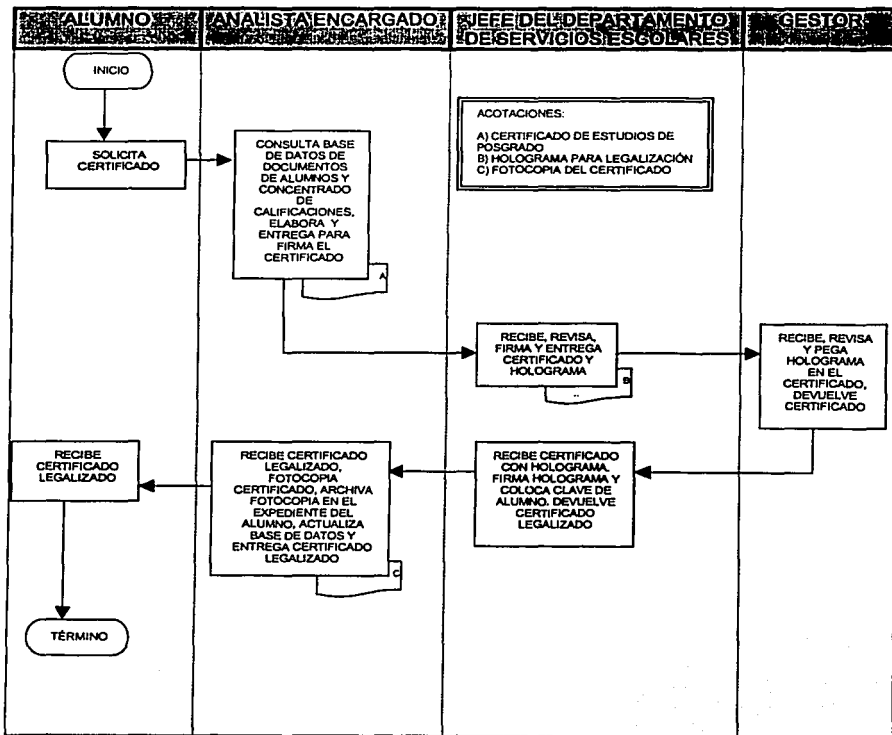 ALUMNO
ANALISTA ENCARGADO
JEFE DEL DEPARTAMENTO
DE SERVICIOS ESCOLARES
GESTOR
INICIO
SOLICITA
CERTIFICADO
CONSULTA BASE
DE DATOS DE
DOCUMENTOS
DE ALUMNOS Y
CONCENTRADO
DE
CALIFICACIONES,
ELABORA Y
ENTREGA PARA
FIRMA EL
CERTIFICADO
A
ACOTACIONES:
A) CERTIFICADO DE ESTUDIOS DE
POSGRADO
B) HOLOGRAMA PARA LEGALIZACIÓN
C) FOTOCOPIA DEL CERTIFICADO
RECIBE, REVISA,
FIRMA Y ENTREGA
CERTIFICADO Y
HOLOGRAMA
B
RECIBE, REVISA
Y PEGA
HOLOGRAMA
EN EL
CERTIFICADO,
DEVUELVE
CERTIFICADO
RECIBE CERTIFICADO
CON HOLOGRAMA.
FIRMA HOLOGRAMA Y
COLOCA CLAVE DE
ALUMNO. DEVUELVE
CERTIFICADO
LEGALIZADO
RECIBE CERTIFICADO
LEGALIZADO,
FOTOCOPIA
CERTIFICADO, ARCHIVA
FOTOCOPIA EN EL
EXPEDIENTE DEL
ALUMNO, ACTUALIZA
BASE DE DATOS Y
ENTREGA CERTIFICADO
LEGALIZADO
C
RECIBE
CERTIFICADO
LEGALIZADO
TÉRMINO